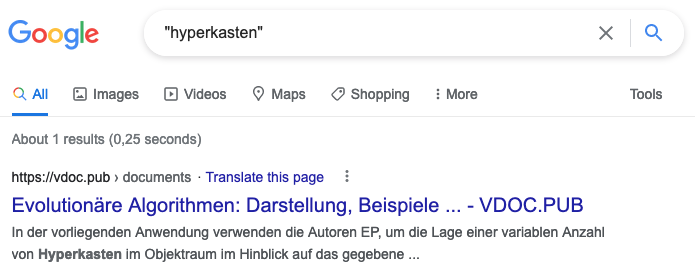 Google "hyperkasten"
All Images Videos Maps Shopping More Tools
About 1 results (0,25 seconds)
https://vdoc.pub › documents · Translate this page
Evolutionäre Algorithmen: Darstellung, Beispiele ... - VDOC.PUB
In der vorliegenden Anwendung verwenden die Autoren EP, um die Lage einer variablen Anzahl
von Hyperkasten im Objektraum im Hinblick auf das gegebene ...